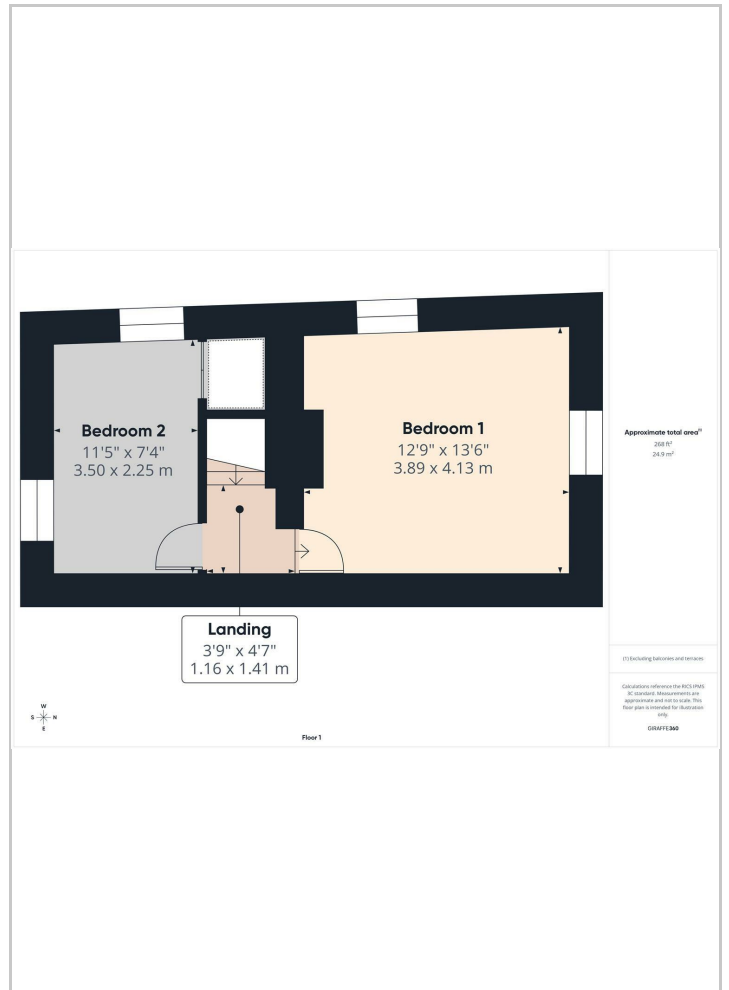 Bedroom 2
11'5" x 7'4"
3.50 x 2.25 m
Bedroom 1
12'9" x 13'6"
3.89 x 4.13 m
Landing
3'9" x 4'7"
1.16 x 1.41 m
W
S N
E
Floor 1
Approximate total area(1)
268 ft²
24.9 m²
(1) Excluding balconies and terraces
Calculations reference the RICS IPMS
3C standard. Measurements are
approximate and not to scale. This
floor plan is intended for illustration
only.
GIRAFFE360